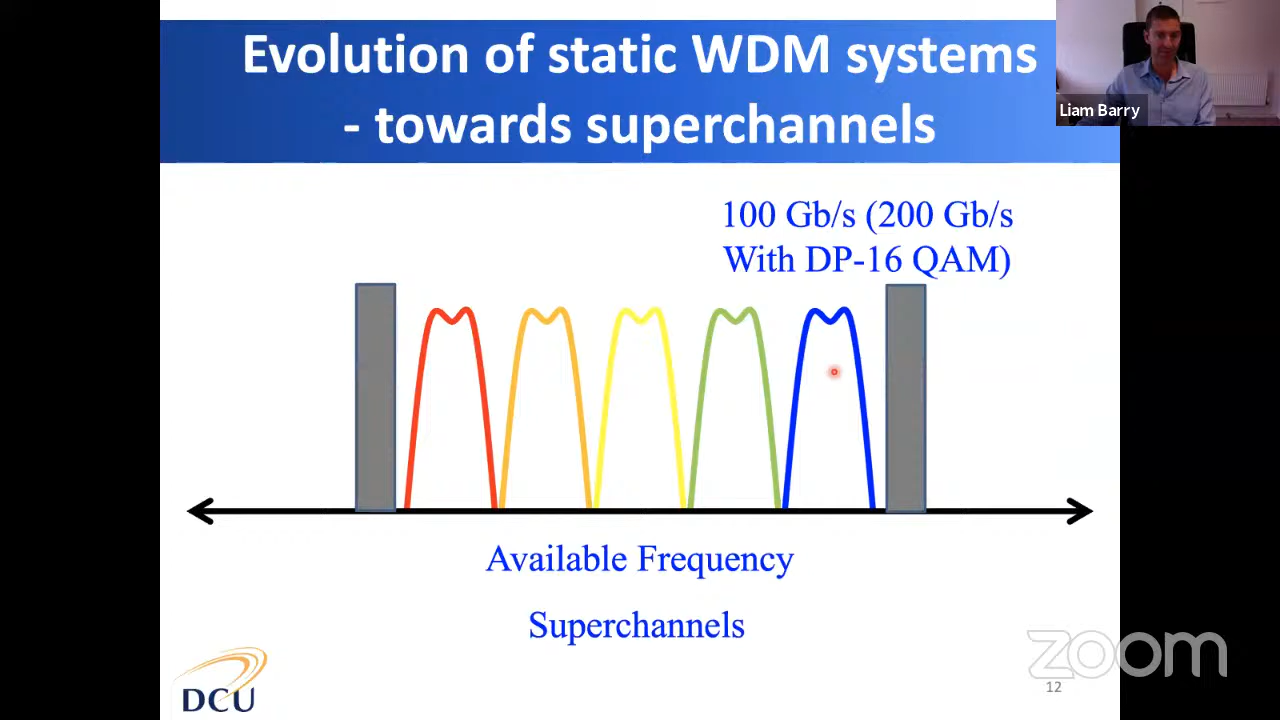 Evolution of static WDM systems
- towards superchannels
Liam Barry
100 Gb/s (200 Gb/s
With DP-16 QAM)
Available Frequency
Superchannels
DCU
zoom
12